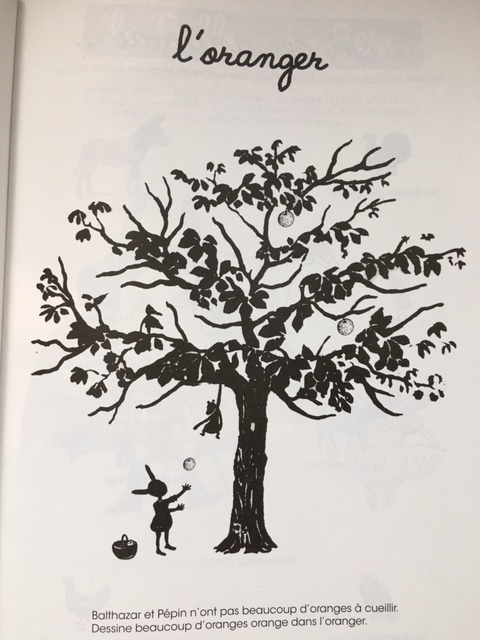 l'oranger
Balthazar et Pépin n'ont pas beaucoup d'oranges à cueillir.
Dessine beaucoup d'oranges orange dans l'oranger.